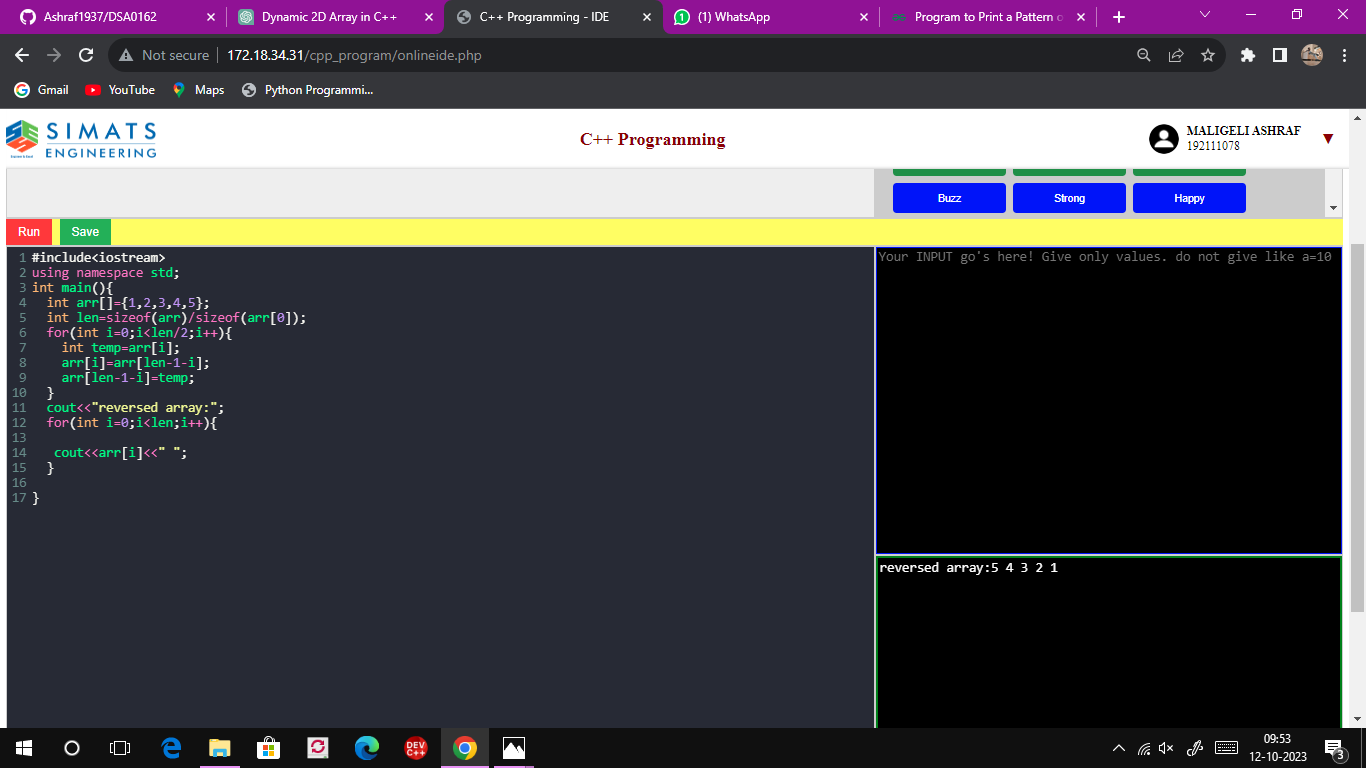 Ashraf1937/DSA0162
Dynamic 2D Array in C++
C++ Programming - IDE
(1) WhatsApp
Program to Print a Pattern o
Not secure
172.18.34.31/cpp_program/onlineide.php
Gmail
YouTube
Maps
Python Programmi...
SIMATS
ENGINEERING
C++ Programming
MALIGELI ASHRAF
192111078
Buzz
Strong
Happy
Run
Save
1 #include<iostream>
2 using namespace std;
3 int main(){
4   int arr[]={1,2,3,4,5};
5   int len=sizeof(arr)/sizeof(arr[0]);
6   for(int i=0;i<len/2;i++){
7     int temp=arr[i];
8     arr[i]=arr[len-1-i];
9     arr[len-1-i]=temp;
10   }
11   cout<<"reversed array:";
12   for(int i=0;i<len;i++){
13
14    cout<<arr[i]<<" ";
15   }
16
17 }
Your INPUT go's here! Give only values. do not give like a=10
reversed array:5 4 3 2 1
DEV
C++
09:53
12-10-2023
3